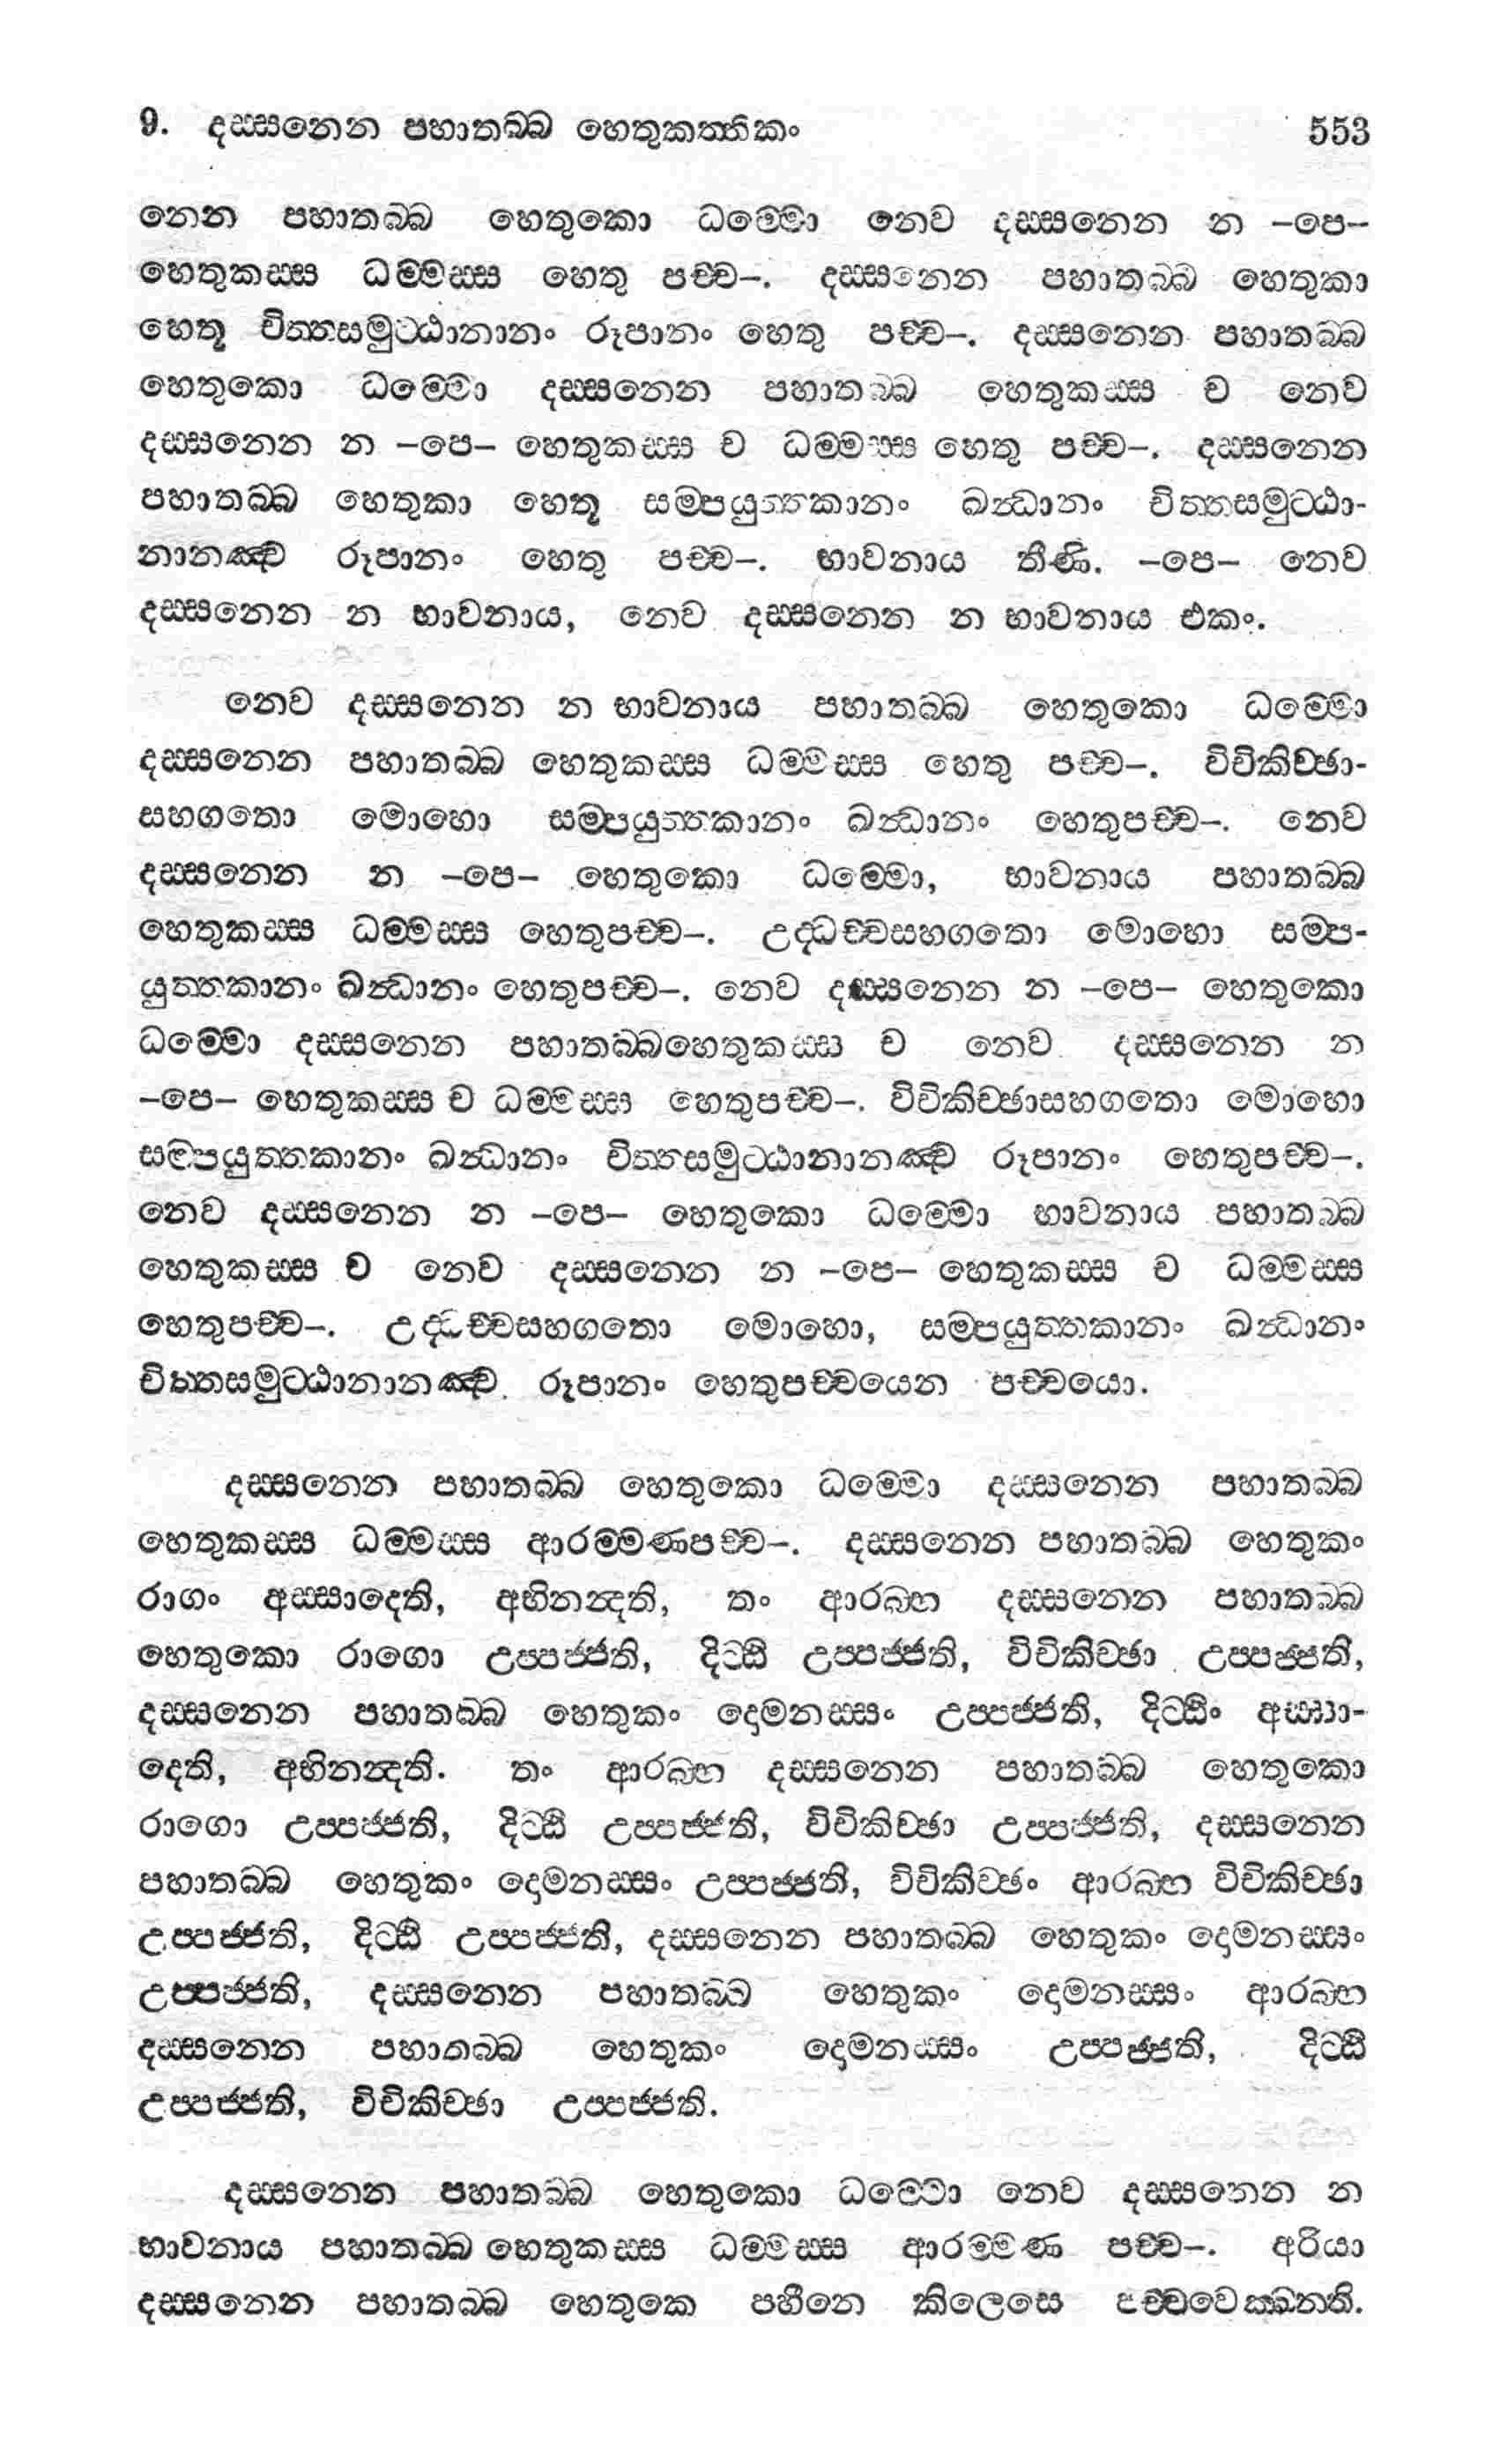 9. දස්සනෙන පහාතබ්බ හෙතුකත්තිකං 553
නෙන පහාතබ්බ හෙතුකො ධම්මො නෙව දස්සනෙන න –පෙ–
හෙතුකස්ස ධම්මස්ස හෙතු පච්ච–. දස්සනෙන පහාතබ්බ හෙතුකා
හෙතූ චිත්තසමුට්ඨානානං රූපානං හෙතු පච්ච–. දස්සනෙන පහාතබ්බ
හෙතුකො ධම්මො දස්සනෙන පහාතබ්බ හෙතුකස්ස ච නෙව
දස්සනෙන න –පෙ– හෙතුකස්ස ච ධම්මස්ස හෙතු පච්ච–. දස්සනෙන
පහාතබ්බ හෙතුකා හෙතූ සම්පයුත්තකානං ඛන්ධානං චිත්තසමුට්ඨා-
නානඤ්ච රූපානං හෙතු පච්ච–. භාවනාය තීණි. –පෙ– නෙව
දස්සනෙන න භාවනාය, නෙව දස්සනෙන න භාවනාය එකං.
නෙව දස්සනෙන න භාවනාය පහාතබ්බ හෙතුකො ධම්මො
දස්සනෙන පහාතබ්බ හෙතුකස්ස ධම්මස්ස හෙතු පච්ච–. විචිකිච්ඡා-
සහගතො මොහො සම්පයුත්තකානං ඛන්ධානං හෙතුපච්ච–. නෙව
දස්සනෙන න –පෙ– හෙතුකො ධම්මො, භාවනාය පහාතබ්බ
හෙතුකස්ස ධම්මස්ස හෙතුපච්ච–. උද්ධච්චසහගතො මොහො සම්ප-
යුත්තකානං ඛන්ධානං හෙතුපච්ච–. නෙව දස්සනෙන න –පෙ– හෙතුකො
ධම්මො දස්සනෙන පහාතබ්බහෙතුකස්ස ච නෙව දස්සනෙන න
–පෙ– හෙතුකස්ස ච ධම්මස්ස හෙතුපච්ච–. විචිකිච්ඡාසහගතො මොහො
සම්පයුත්තකානං ඛන්ධානං චිත්තසමුට්ඨානානඤ්ච රූපානං හෙතුපච්ච–.
නෙව දස්සනෙන න –පෙ– හෙතුකො ධම්මො භාවනාය පහාතබ්බ
හෙතුකස්ස ච නෙව දස්සනෙන න –පෙ– හෙතුකස්ස ච ධම්මස්ස
හෙතුපච්ච–. උද්ධච්චසහගතො මොහො, සම්පයුත්තකානං ඛන්ධානං
චිත්තසමුට්ඨානානඤ්ච රූපානං හෙතුපච්චයෙන පච්චයො.
දස්සනෙන පහාතබ්බ හෙතුකො ධම්මො දස්සනෙන පහාතබ්බ
හෙතුකස්ස ධම්මස්ස ආරම්මණපච්ච–. දස්සනෙන පහාතබ්බ හෙතුකං
රාගං අස්සාදෙති, අභිනන්දති, තං ආරබ්භ දස්සනෙන පහාතබ්බ
හෙතුකො රාගො උප්පජ්ජති, දිට්ඨි උප්පජ්ජති, විචිකිච්ඡා උප්පජ්ජති,
දස්සනෙන පහාතබ්බ හෙතුකං දොමනස්සං උප්පජ්ජති, දිට්ඨිං අස්සා-
දෙති, අභිනන්දති. තං ආරබ්භ දස්සනෙන පහාතබ්බ හෙතුකො
රාගො උප්පජ්ජති, දිට්ඨි උප්පජ්ජති, විචිකිච්ඡා උප්පජ්ජති, දස්සනෙන
පහාතබ්බ හෙතුකං දොමනස්සං උප්පජ්ජති, විචිකිච්ඡං ආරබ්භ විචිකිච්ඡා
උප්පජ්ජති, දිට්ඨි උප්පජ්ජති, දස්සනෙන පහාතබ්බ හෙතුකං දොමනස්සං
උප්පජ්ජති, දස්සනෙන පහාතබ්බ හෙතුකං දොමනස්සං ආරබ්භ
දස්සනෙන පහාතබ්බ හෙතුකං දොමනස්සං උප්පජ්ජති, දිට්ඨි
උප්පජ්ජති, විචිකිච්ඡා උප්පජ්ජති.
දස්සනෙන පහාතබ්බ හෙතුකො ධම්මො නෙව දස්සනෙන න
භාවනාය පහාතබ්බ හෙතුකස්ස ධම්මස්ස ආරම්මණ පච්ච–. අරියා
දස්සනෙන පහාතබ්බ හෙතුකෙ පහීනෙ කිලෙසෙ පච්චවෙක්ඛන්ති.